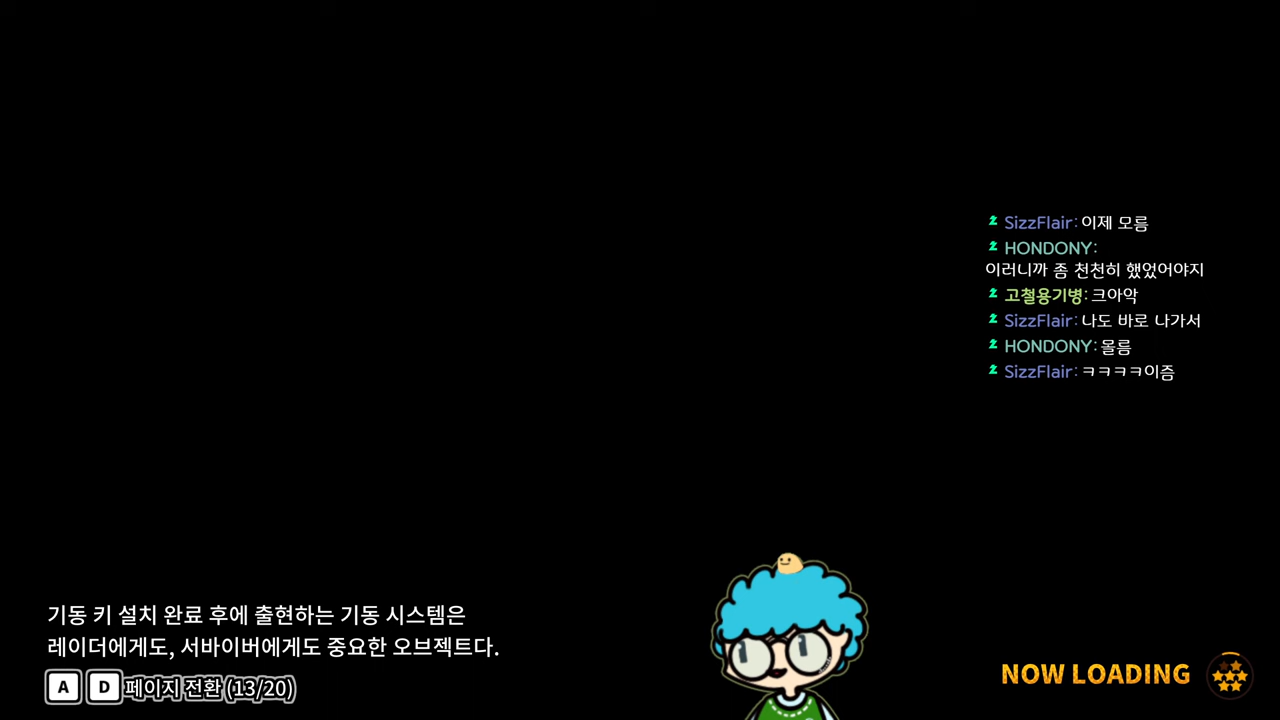 SizzFlair: 이제 모름
HONDONY:
이러니까 좀 천천히 했었어야지
고철용기병: 크아악
SizzFlair: 나도 바로 나가서
HONDONY: 몰름
SizzFlair: ㅋㅋㅋㅋ이즘
기동 키 설치 완료 후에 출현하는 기동 시스템은
레이더에게도, 서바이버에게도 중요한 오브젝트다.
A D 페이지 전환 (13/20)
NOW LOADING